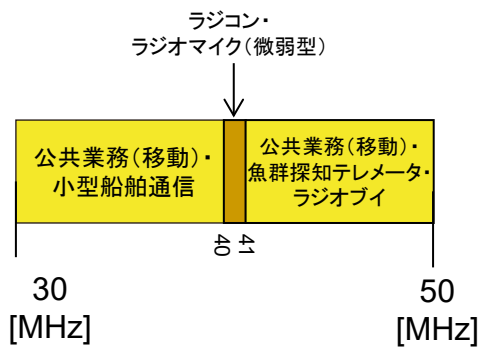 ラジコン・
ラジオマイク(微弱型)
公共業務(移動)・
小型船舶通信
公共業務(移動)・
魚群探知テレメータ・
ラジオブイ
40
41
30
[MHz]
50
[MHz]